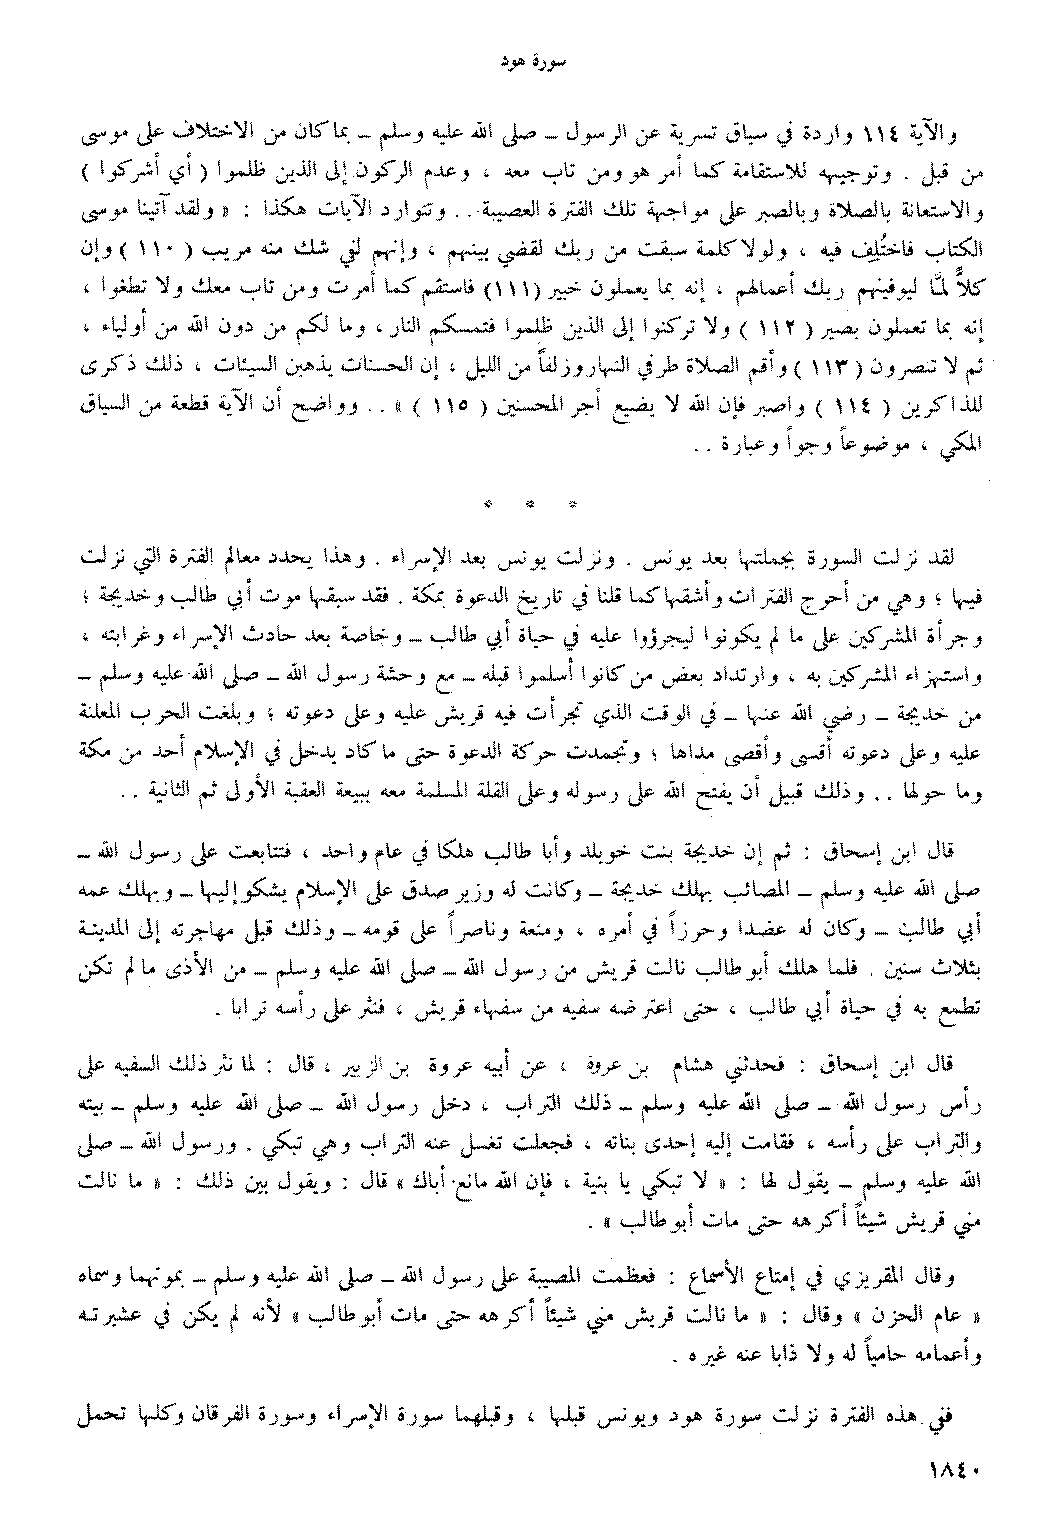 سورة هود
والآية ١١٤ واردة في سياق تسرية عن الرسول – صلى الله عليه وسلم – بما كان من الاختلاف على موسى
من قبل . وتوجيهه للاستقامة كما أمر هو ومن تاب معه ، وعدم الركون إلى الذين ظلموا ( أي أشركوا )
والاستعانة بالصلاة وبالصبر على مواجهة تلك الفترة العصيبة .. وتتوارد الآيات هكذا : « ولقد آتينا موسى
الكتاب فاختُلِف فيه ، ولولا كلمة سبقت من ربك لقضي بينهم ، وإنهم لفي شك منه مريب ( ١١٠ ) وإن
كلاًّ لمَّا ليوفينهم ربك أعمالهم ، إنه بما يعملون خبير (١١١) فاستقم كما أمرت ومن تاب معك ولا تطغوا ،
إنه بما تعملون بصير ( ١١٢ ) ولا تركنوا إلى الذين ظلموا فتمسكم النار ، وما لكم من دون الله من أولياء ،
ثم لا تنصرون ( ١١٣ ) وأقم الصلاة طرفي النهار وزلفاً من الليل ، إن الحسنات يذهبن السيئات ، ذلك ذكرى
للذاكرين ( ١١٤ ) واصبر فإن الله لا يضيع أجر المحسنين ( ١١٥ ) » .. وواضح أن الآية قطعة من السياق
المكي ، موضوعاً وجواً وعبارة ..
* * *
لقد نزلت السورة بجملتها بعد يونس . ونزلت يونس بعد الإسراء . وهذا يحدد معالم الفترة التي نزلت
فيها ؛ وهي من أحرج الفترات وأشقها كما قلنا في تاريخ الدعوة بمكة . فقد سبقها موت أبي طالب وخديجة ؛
وجرأة المشركين على ما لم يكونوا ليجرؤوا عليه في حياة أبي طالب – وخاصة بعد حادث الإسراء وغرابته ،
واستهزاء المشركين به ، وارتداد بعض من كانوا أسلموا قبله – مع وحشة رسول الله – صلى الله عليه وسلم –
من خديجة – رضي الله عنها – في الوقت الذي تجرأت فيه قريش عليه وعلى دعوته ؛ وبلغت الحرب المعلنة
عليه وعلى دعوته أقسى وأقصى مداها ؛ وتجمدت حركة الدعوة حتى ما كاد يدخل في الإسلام أحد من مكة
وما حولها .. وذلك قبيل أن يفتح الله على رسوله وعلى القلة المسلمة معه ببيعة العقبة الأولى ثم الثانية ..
قال ابن إسحاق : ثم إن خديجة بنت خويلد وأبا طالب هلكا في عام واحد ، فتتابعت على رسول الله –
صلى الله عليه وسلم – المصائب بهلك خديجة – وكانت له وزير صدق على الإسلام يشكو إليها – وبهلك عمه
أبي طالب – وكان له عضدا وحرزاً في أمره ، ومنعة وناصراً على قومه – وذلك قبل مهاجرته إلى المدينة
بثلاث سنين . فلما هلك أبو طالب نالت قريش من رسول الله – صلى الله عليه وسلم – من الأذى ما لم تكن
تطمع به في حياة أبي طالب ، حتى اعترضه سفيه من سفهاء قريش ، فنثر على رأسه ترابا .
قال ابن إسحاق : فحدثني هشام بن عروة ، عن أبيه عروة بن الزبير ، قال : لما نثر ذلك السفيه على
رأس رسول الله – صلى الله عليه وسلم – ذلك التراب ، دخل رسول الله – صلى الله عليه وسلم – بيته
والتراب على رأسه ، فقامت إليه إحدى بناته ، فجعلت تغسل عنه التراب وهي تبكي . ورسول الله – صلى
الله عليه وسلم – يقول لها : « لا تبكي يا بنية ، فإن الله مانع أباك » قال : ويقول بين ذلك : « ما نالت
مني قريش شيئاً أكرهه حتى مات أبو طالب » .
وقال المقريزي في إمتاع الأسماع : فعظمت المصيبة على رسول الله – صلى الله عليه وسلم – بموتهما وسماه
« عام الحزن » وقال : « ما نالت قريش مني شيئاً أكرهه حتى مات أبو طالب » لأنه لم يكن في عشيرته
وأعمامه حامياً له ولا ذابا عنه غيره .
ففي هذه الفترة نزلت سورة هود ويونس قبلها ، وقبلهما سورة الإسراء وسورة الفرقان وكلها تحمل
١٨٤٠